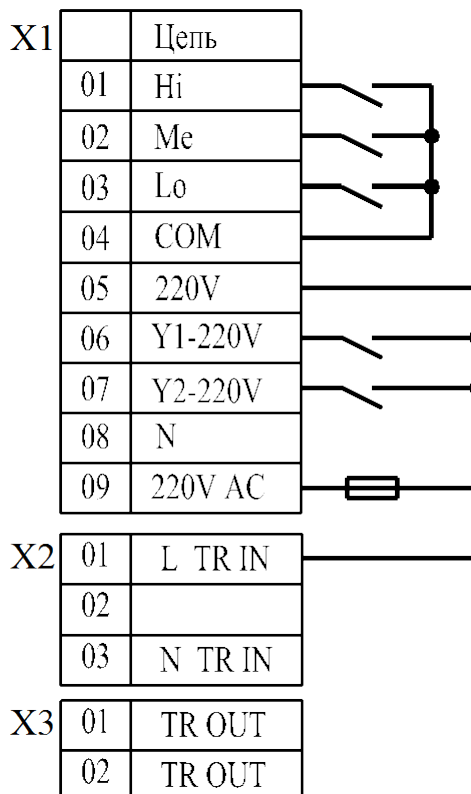 X1 Цепь
01 Hi
02 Me
03 Lo
04 COM
05 220V
06 Y1-220V
07 Y2-220V
08 N
09 220V AC
X2 01 L TR IN
02
03 N TR IN
X3 01 TR OUT
02 TR OUT